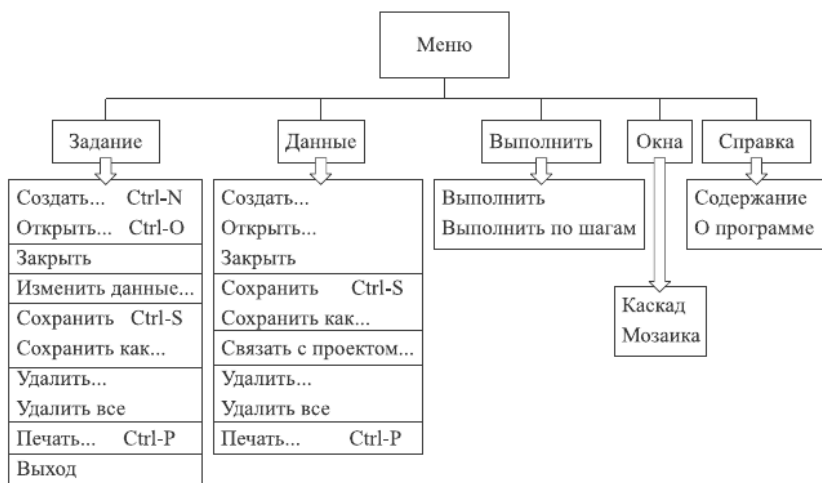 Меню
Задание
Данные
Выполнить
Окна
Справка
Создать... Ctrl-N
Открыть... Ctrl-O
Закрыть
Изменить данные...
Сохранить Ctrl-S
Сохранить как...
Удалить...
Удалить все
Печать... Ctrl-P
Выход
Создать...
Открыть...
Закрыть
Сохранить Ctrl-S
Сохранить как...
Связать с проектом...
Удалить...
Удалить все
Печать... Ctrl-P
Выполнить
Выполнить по шагам
Каскад
Мозаика
Содержание
О программе